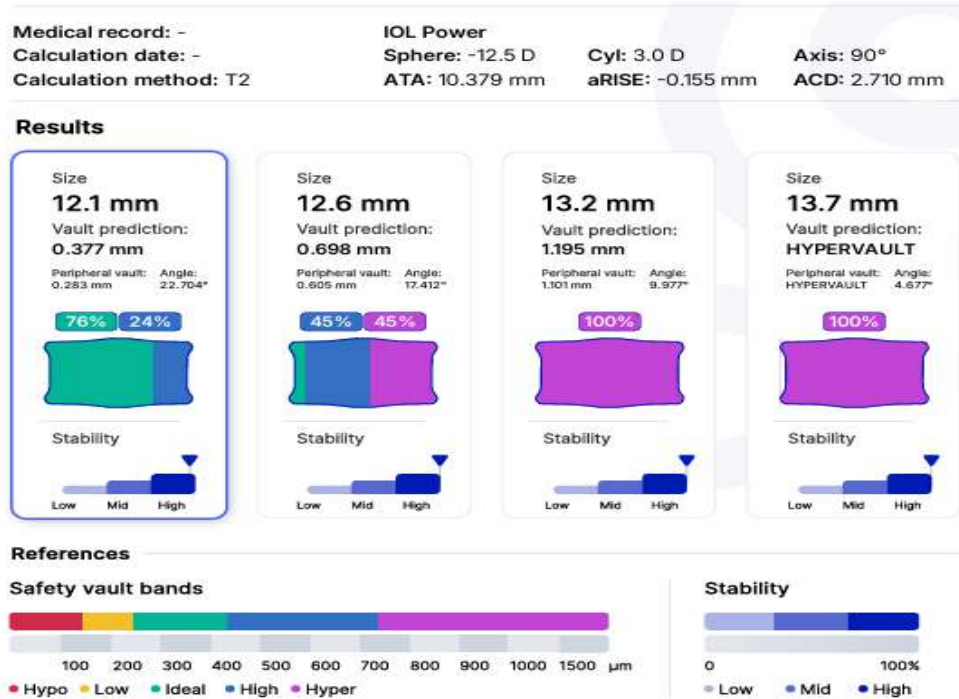 Medical record: - IOL Power
Calculation date: - Sphere: -12.5 D Cyl: 3.0 D Axis: 90°
Calculation method: T2 ATA: 10.379 mm aRISE: -0.155 mm ACD: 2.710 mm
Results
Size
12.1 mm
Vault prediction:
0.377 mm
Peripheral vault: Angle:
0.283 mm 22.704°
76% 24%
Stability
Low Mid High
Size
12.6 mm
Vault prediction:
0.698 mm
Peripheral vault: Angle:
0.605 mm 17.412°
45% 45%
Stability
Low Mid High
Size
13.2 mm
Vault prediction:
1.195 mm
Peripheral vault: Angle:
1.101 mm 9.977°
100%
Stability
Low Mid High
Size
13.7 mm
Vault prediction:
HYPERVAULT
Peripheral vault: Angle:
HYPERVAULT 4.677°
100%
Stability
Low Mid High
References
Safety vault bands
100 200 300 400 500 600 700 800 900 1000 1500 µm
Hypo Low Ideal High Hyper
Stability
0 100%
Low Mid High